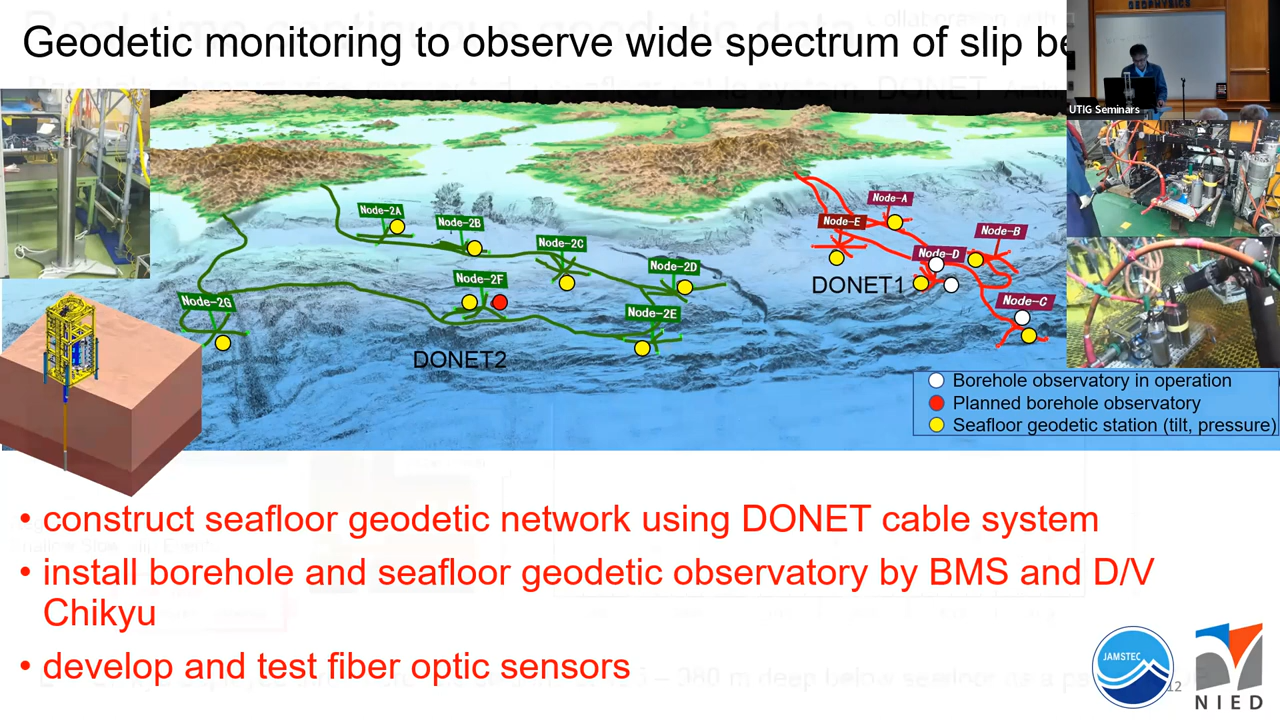 Geodetic monitoring to observe wide spectrum of slip be
GEOPHYSICS
UTIG Seminars
Node-2A
Node-2B
Node-2C
Node-2D
Node-2F
Node-2E
Node-2G
DONET2
Node-A
Node-E
Node-B
Node-D
DONET1
Node-C
Borehole observatory in operation
Planned borehole observatory
Seafloor geodetic station (tilt, pressure)
• construct seafloor geodetic network using DONET cable system
• install borehole and seafloor geodetic observatory by BMS and D/V
Chikyu
• develop and test fiber optic sensors
JAMSTEC
12
NIED